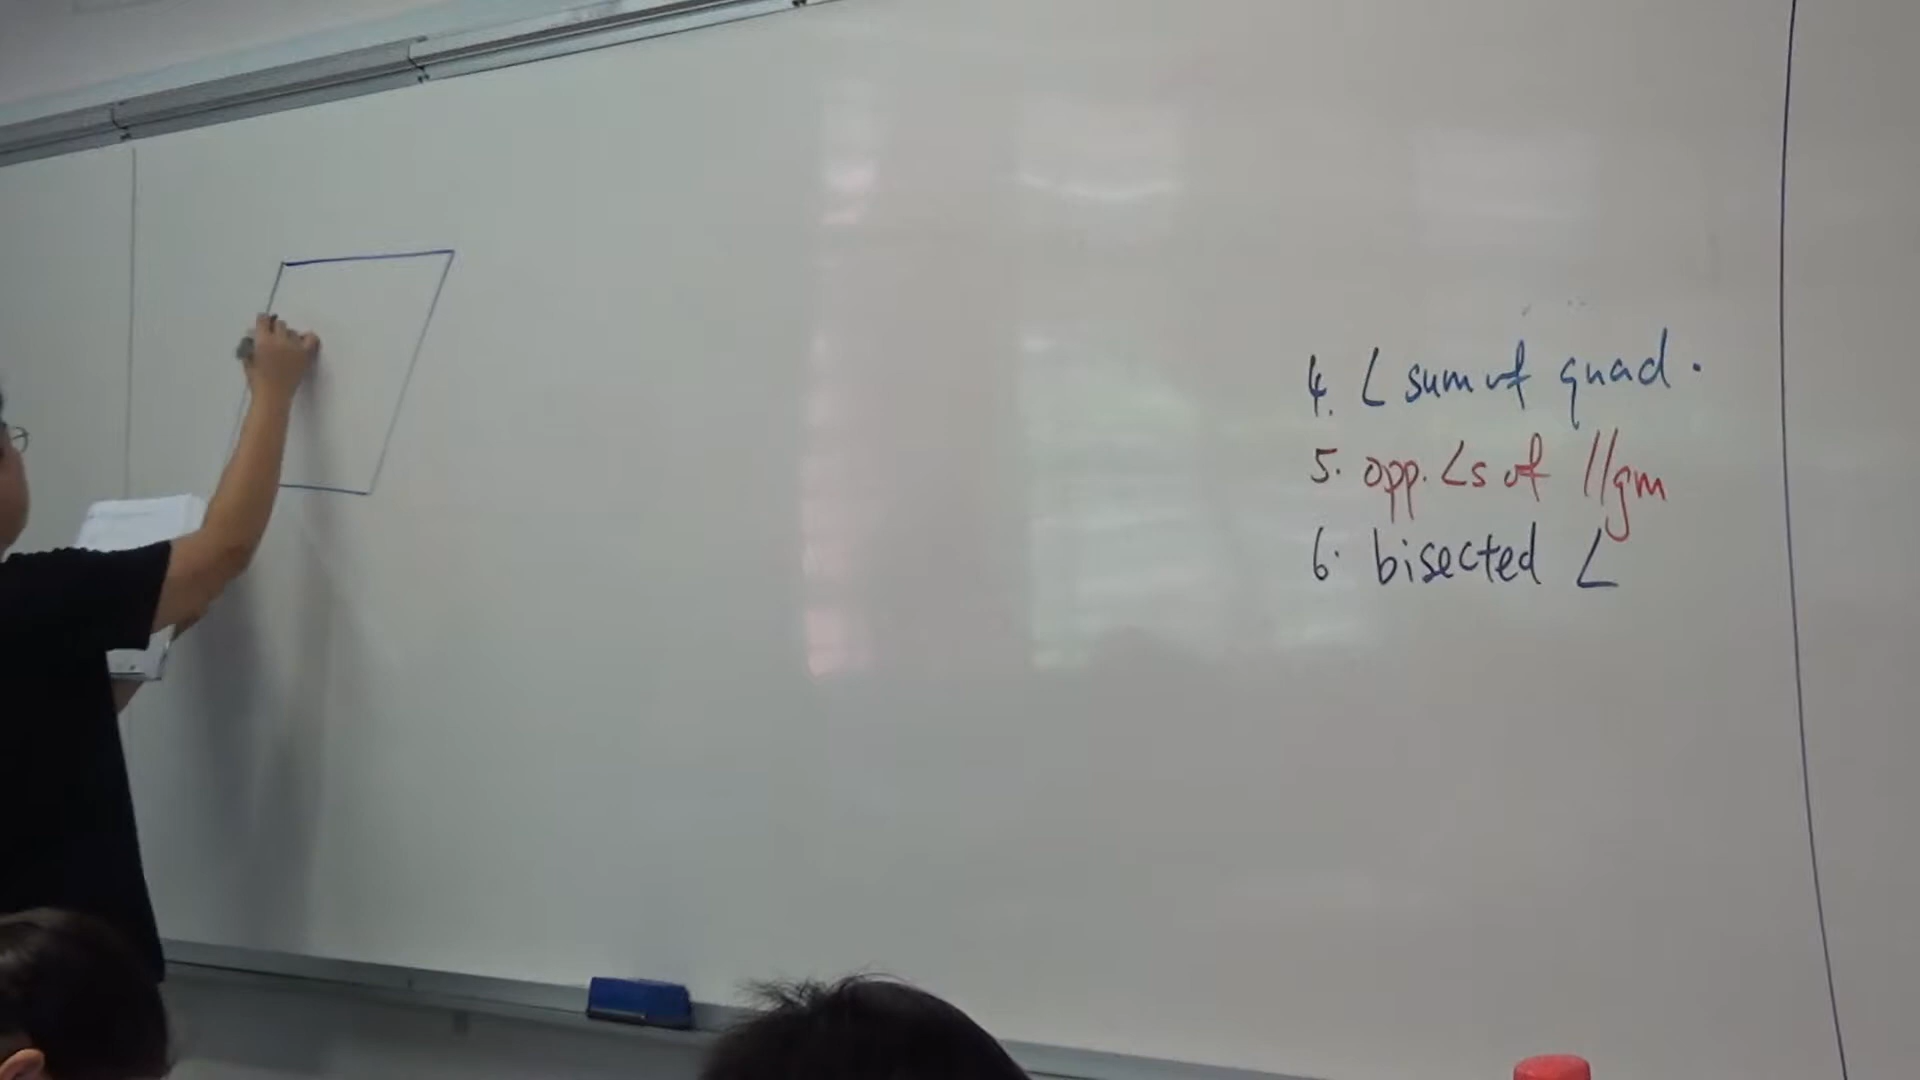 4. ∠ sum of quad.
5. opp. ∠s of //gm
6. bisected ∠